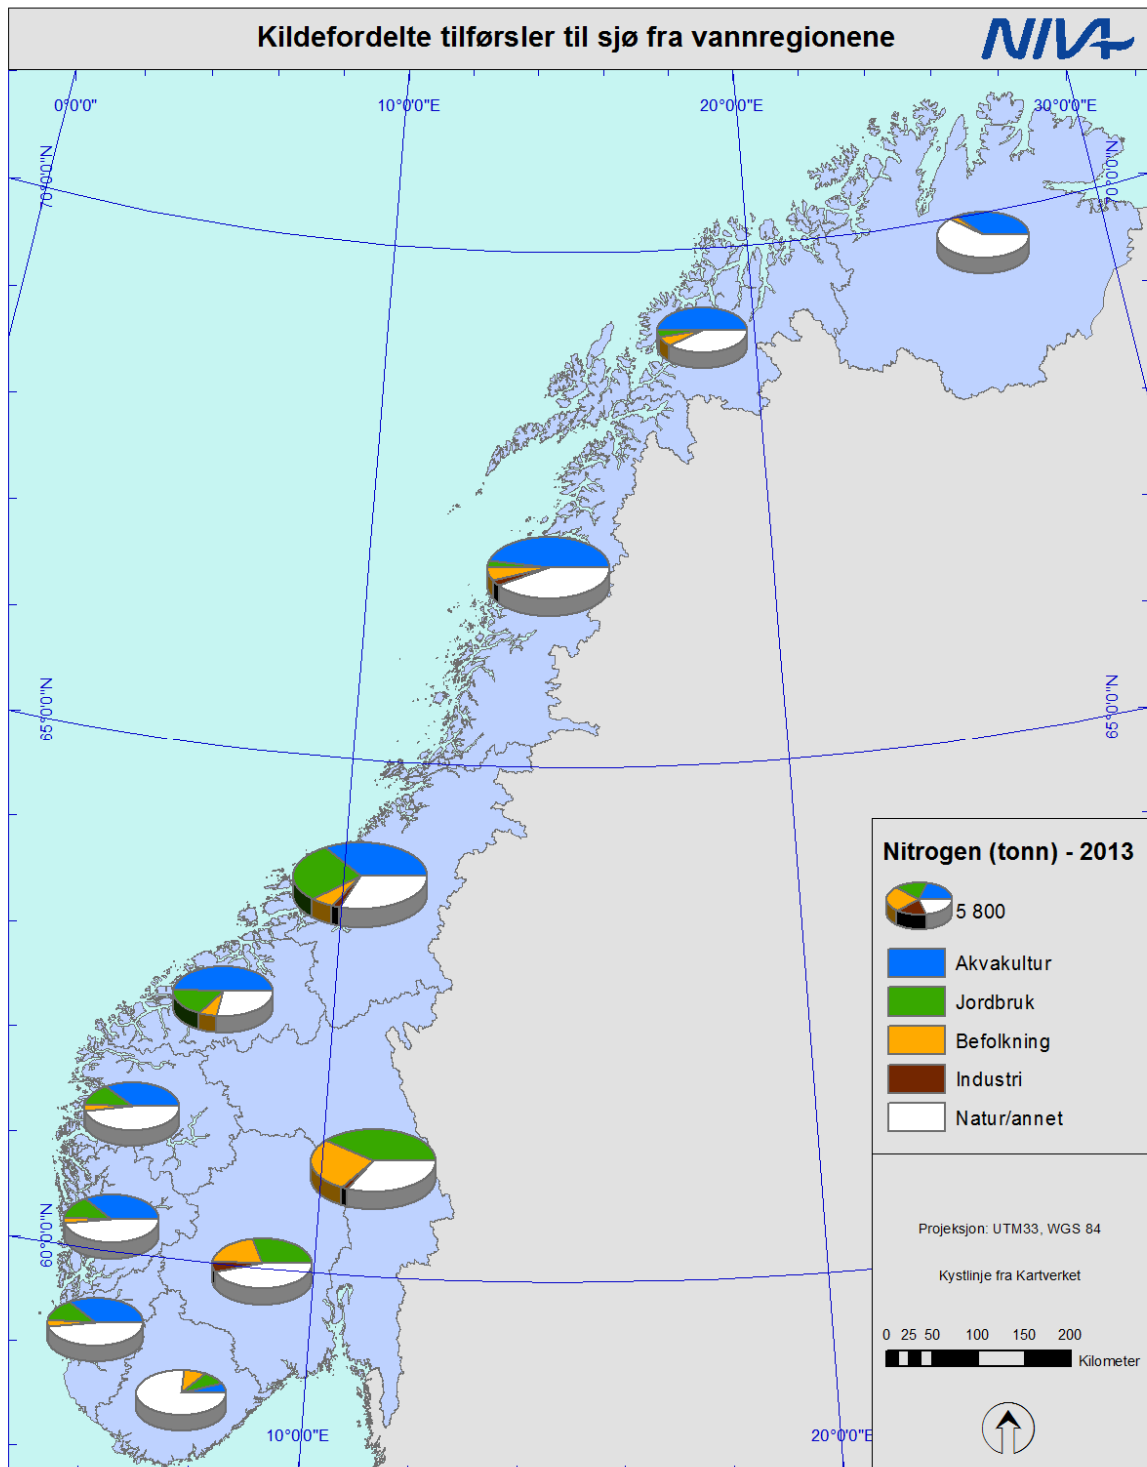 Kildefordelte tilførsler til sjø fra vannregionene
NIVA
0°0'0"
10°0'0"E
20°0'0"E
30°0'0"E
70°0'0"N
70°0'0"N
65°0'0"N
65°0'0"N
60°0'0"N
10°0'0"E
20°0'0"E
Nitrogen (tonn) - 2013
5 800
Akvakultur
Jordbruk
Befolkning
Industri
Natur/annet
Projeksjon: UTM33, WGS 84
Kystlinje fra Kartverket
0 25 50 100 150 200
Kilometer